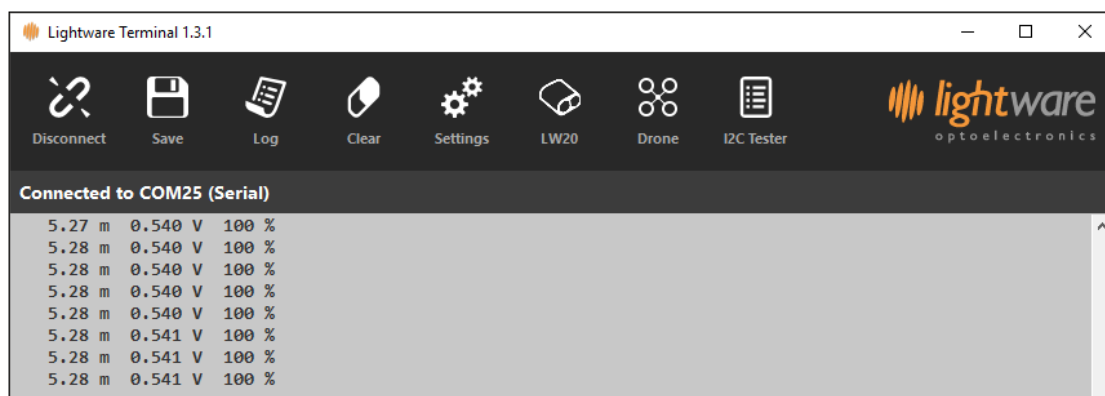 Lightware Terminal 1.3.1
Disconnect Save Log Clear Settings LW20 Drone I2C Tester
lightware
optoelectronics
Connected to COM25 (Serial)
5.27 m 0.540 V 100 %
5.28 m 0.540 V 100 %
5.28 m 0.540 V 100 %
5.28 m 0.540 V 100 %
5.28 m 0.540 V 100 %
5.28 m 0.541 V 100 %
5.28 m 0.541 V 100 %
5.28 m 0.541 V 100 %